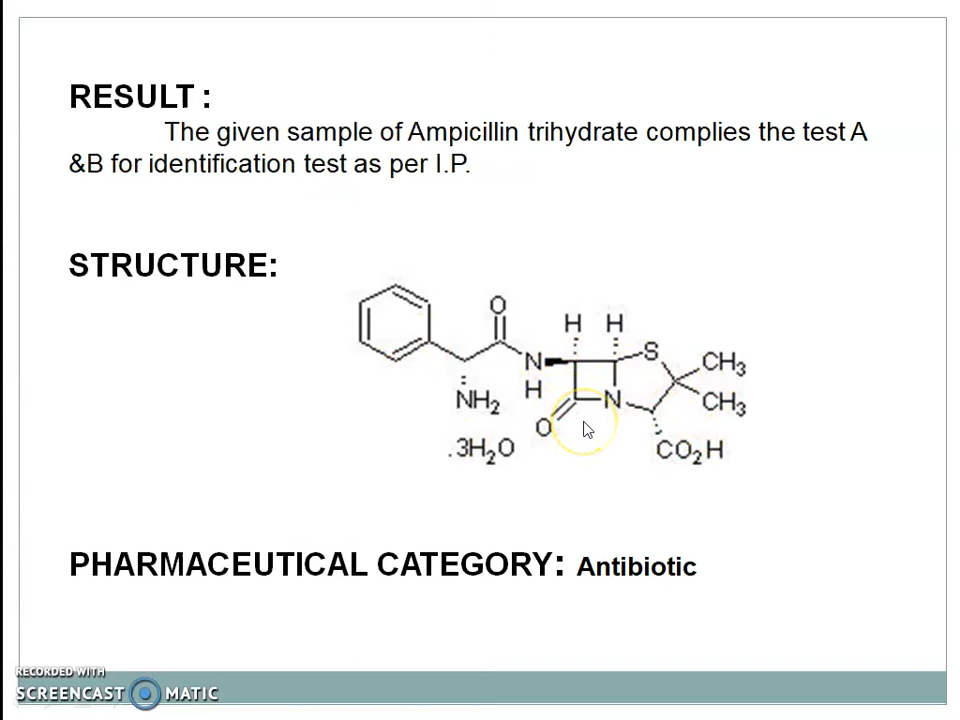 RESULT :
The given sample of Ampicillin trihydrate complies the test A
&B for identification test as per I.P.
STRUCTURE:
O
H H
S
N
CH₃
H
NH₂
N
CH₃
O
.3H₂O
CO₂H
PHARMACEUTICAL CATEGORY: Antibiotic
RECORDED WITH
SCREENCAST MATIC